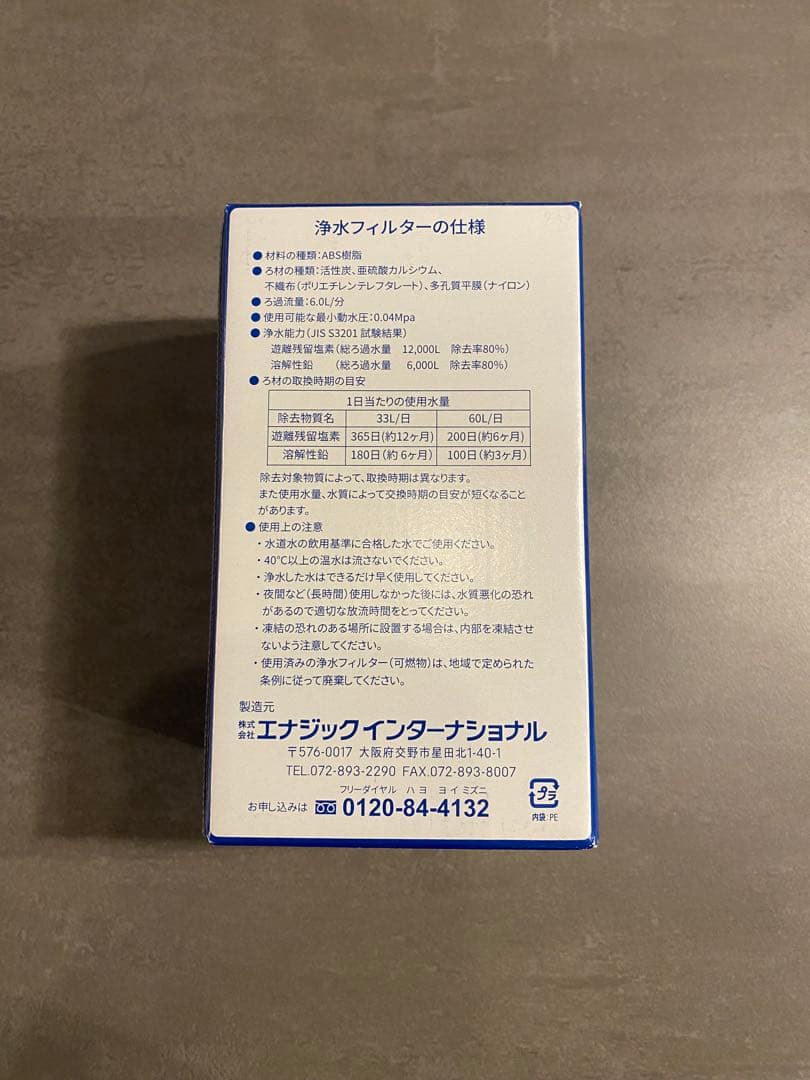 浄水フィルターの仕様
● 材料の種類:ABS樹脂
● ろ材の種類:活性炭、亜硫酸カルシウム、
不織布(ポリエチレンテレフタレート)、多孔質平膜(ナイロン)
● ろ過流量:6.0L/分
● 使用可能な最小動水圧:0.04Mpa
● 浄水能力(JIS S3201 試験結果)
遊離残留塩素(総ろ過水量 12,000L 除去率80%)
溶解性鉛 (総ろ過水量 6,000L 除去率80%)
● ろ材の取換時期の目安
1日当たりの使用水量
除去物質名 33L/日 60L/日
遊離残留塩素 365日(約12ヶ月) 200日(約6ヶ月)
溶解性鉛 180日(約 6ヶ月) 100日(約3ヶ月)
除去対象物質によって、取換時期は異なります。
また使用水量、水質によって交換時期の目安が短くなること
があります。
● 使用上の注意
・水道水の飲用基準に合格した水でご使用ください。
・40℃以上の温水は流さないでください。
・浄水した水はできるだけ早く使用してください。
・夜間など(長時間)使用しなかった後には、水質悪化の恐れ
があるので適切な放流時間をとってください。
・凍結の恐れのある場所に設置する場合は、内部を凍結させ
ないよう注意してください。
・使用済みの浄水フィルター(可燃物)は、地域で定められた
条例に従って廃棄してください。
製造元
株式会社 エナジックインターナショナル
〒576-0017 大阪府交野市星田北1-40-1
TEL.072-893-2290 FAX.072-893-8007
フリーダイヤル ハ ヨ ヨ イ ミズニ
お申し込みは 0120-84-4132
プラ
内袋:PE